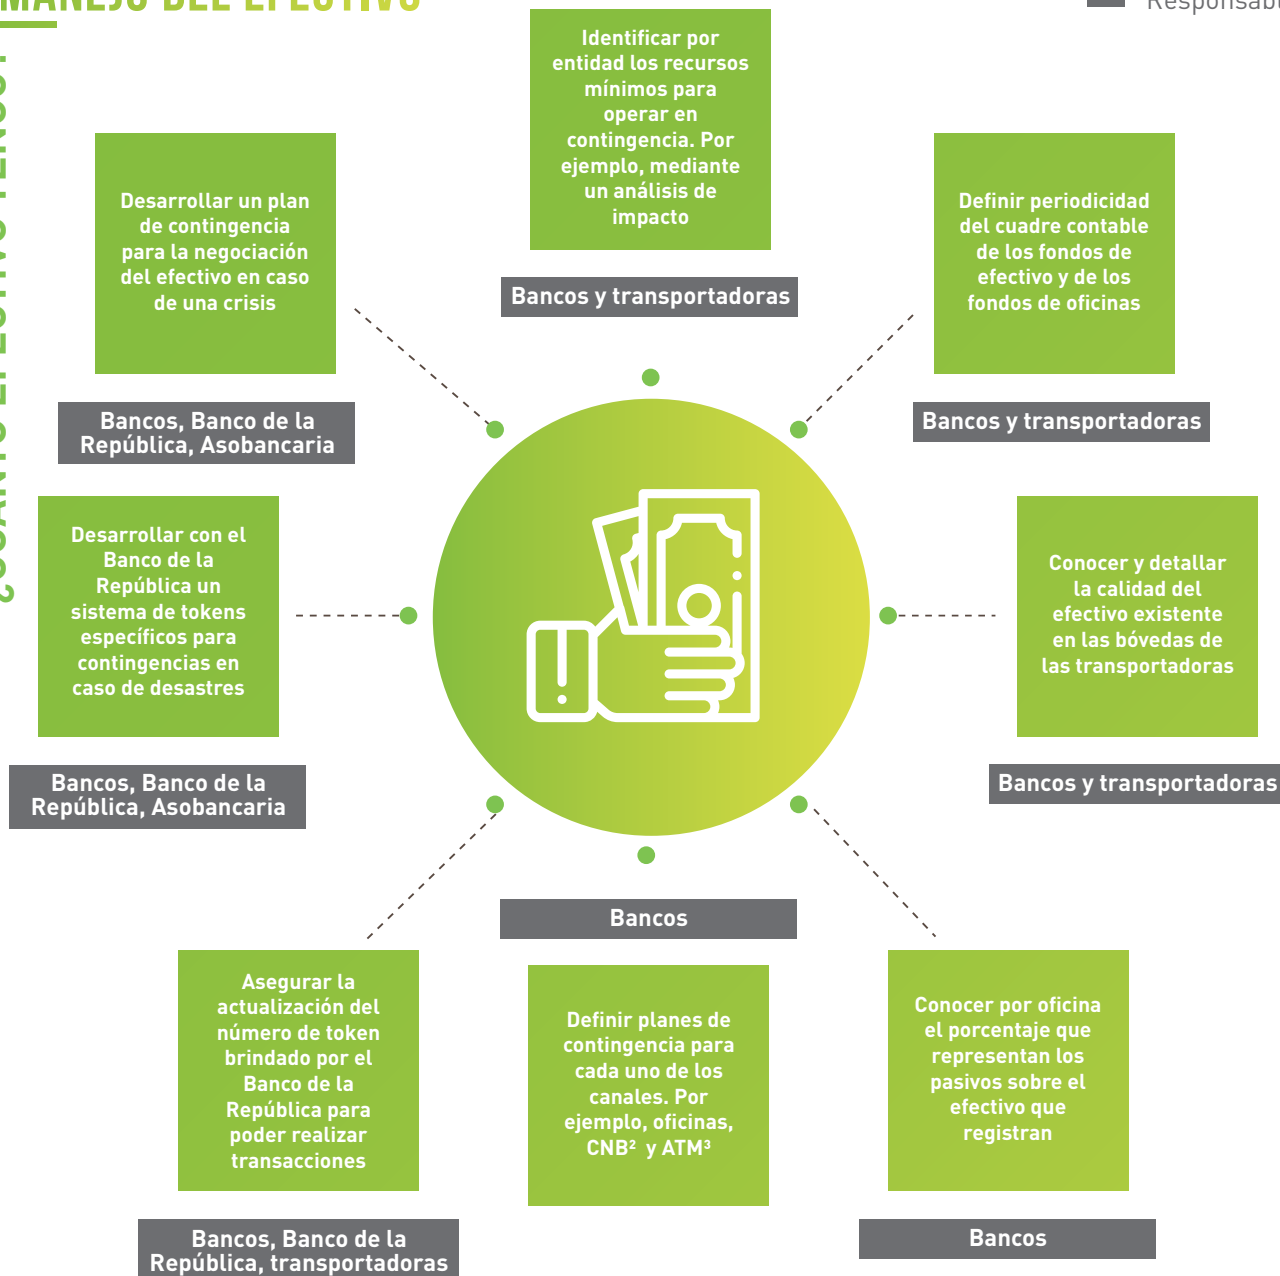 MANEJO DEL EFECTIVO
Responsabl
Identificar por
entidad los recursos
mínimos para
operar en
contingencia. Por
ejemplo, mediante
un análisis de
impacto
Bancos y transportadoras
Desarrollar un plan
de contingencia
para la negociación
del efectivo en caso
de una crisis
Bancos, Banco de la
República, Asobancaria
Definir periodicidad
del cuadre contable
de los fondos de
efectivo y de los
fondos de oficinas
Bancos y transportadoras
Desarrollar con el
Banco de la
República un
sistema de tokens
específicos para
contingencias en
caso de desastres
Bancos, Banco de la
República, Asobancaria
Conocer y detallar
la calidad del
efectivo existente
en las bóvedas de
las transportadoras
Bancos y transportadoras
Asegurar la
actualización del
número de token
brindado por el
Banco de la
República para
poder realizar
transacciones
Bancos, Banco de la
República, transportadoras
Bancos
Definir planes de
contingencia para
cada uno de los
canales. Por
ejemplo, oficinas,
CNB² y ATM³
Conocer por oficina
el porcentaje que
representan los
pasivos sobre el
efectivo que
registran
Bancos